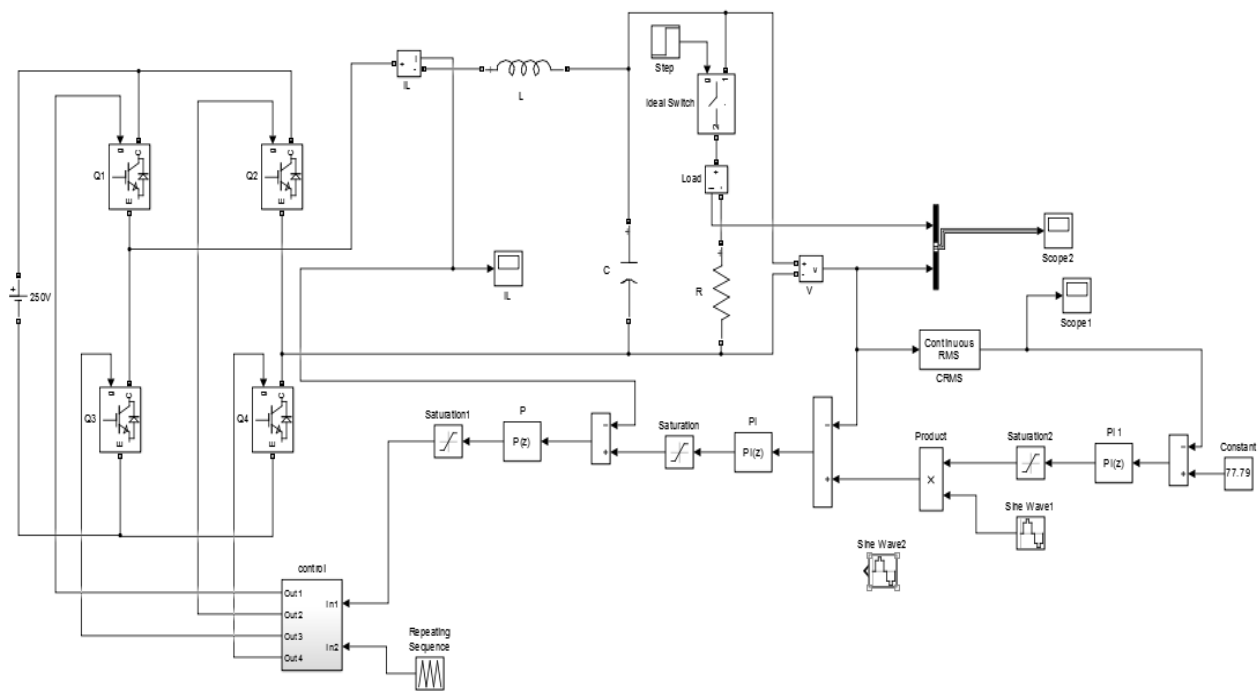 Step
IL
L
Ideal Switch
g
1
2
Q1
g
C
E
Q2
g
C
E
Load
+
i
-
250V
IL
C
R
+
-
v
V
Scope2
Scope1
Continuous
RMS
CRMS
Q3
g
C
E
Q4
g
C
E
Saturation1
P
P(z)
Saturation
PI
PI(z)
Product
×
Saturation2
PI 1
PI(z)
Constant
77.79
Sine Wave1
Sine Wave2
control
Out1
Out2
Out3
Out4
In1
In2
Repeating
Sequence